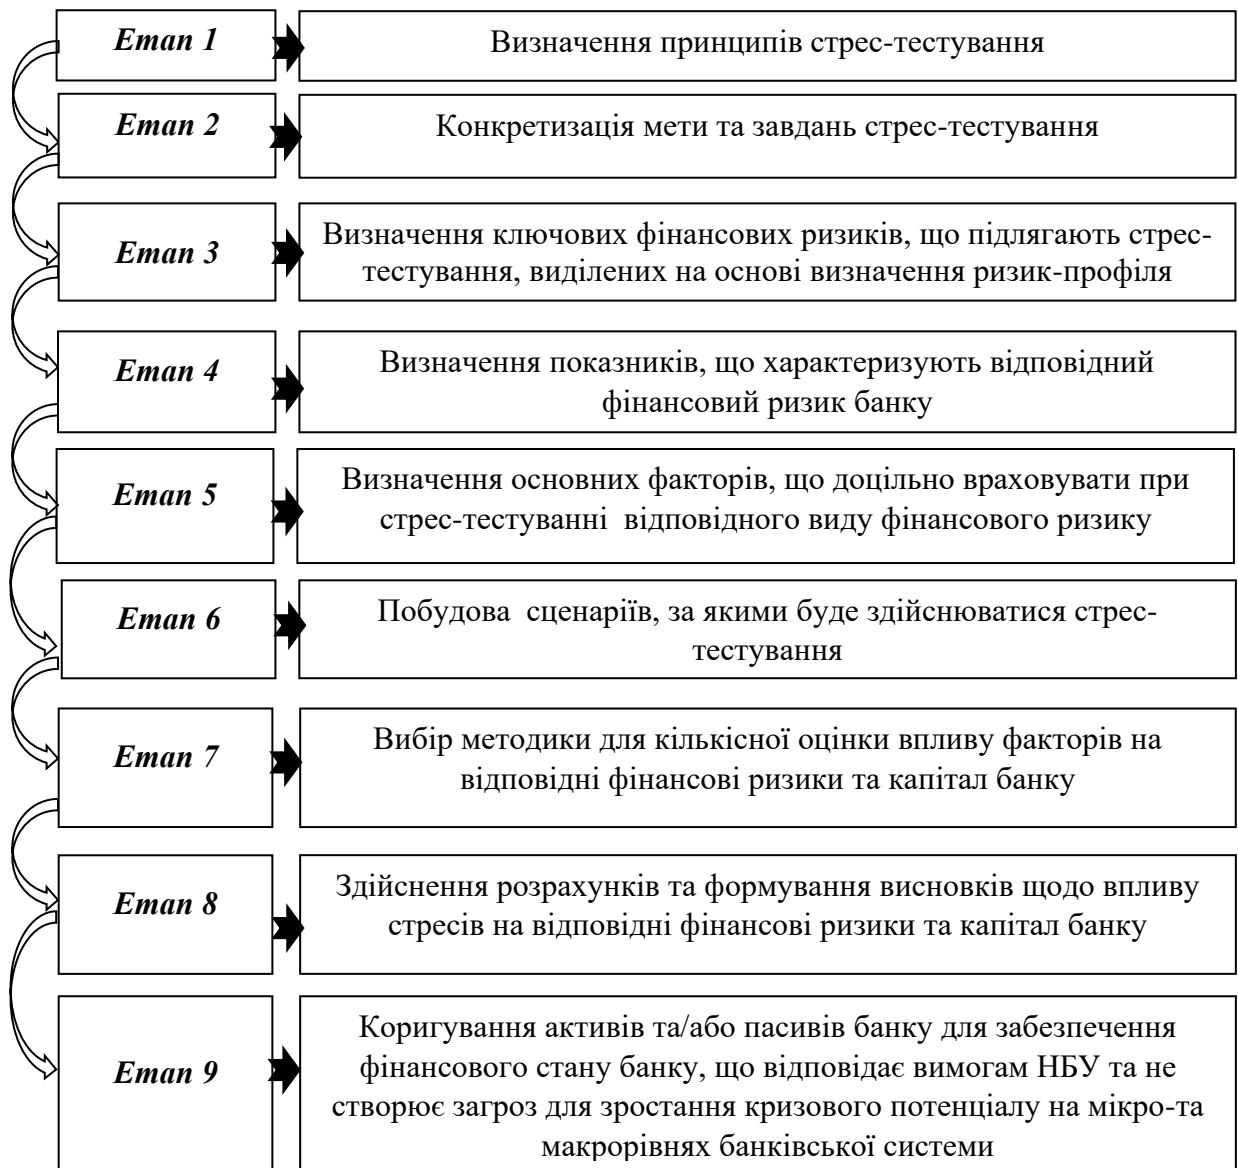 Етап 1
Визначення принципів стрес-тестування
Етап 2
Конкретизація мети та завдань стрес-тестування
Етап 3
Визначення ключових фінансових ризиків, що підлягають стрес-
тестування, виділених на основі визначення ризик-профіля
Етап 4
Визначення показників, що характеризують відповідний
фінансовий ризик банку
Етап 5
Визначення основних факторів, що доцільно враховувати при
стрес-тестуванні відповідного виду фінансового ризику
Етап 6
Побудова сценаріїв, за якими буде здійснюватися стрес-
тестування
Етап 7
Вибір методики для кількісної оцінки впливу факторів на
відповідні фінансові ризики та капітал банку
Етап 8
Здійснення розрахунків та формування висновків щодо впливу
стресів на відповідні фінансові ризики та капітал банку
Етап 9
Коригування активів та/або пасивів банку для забезпечення
фінансового стану банку, що відповідає вимогам НБУ та не
створює загроз для зростання кризового потенціалу на мікро-та
макрорівнях банківської системи